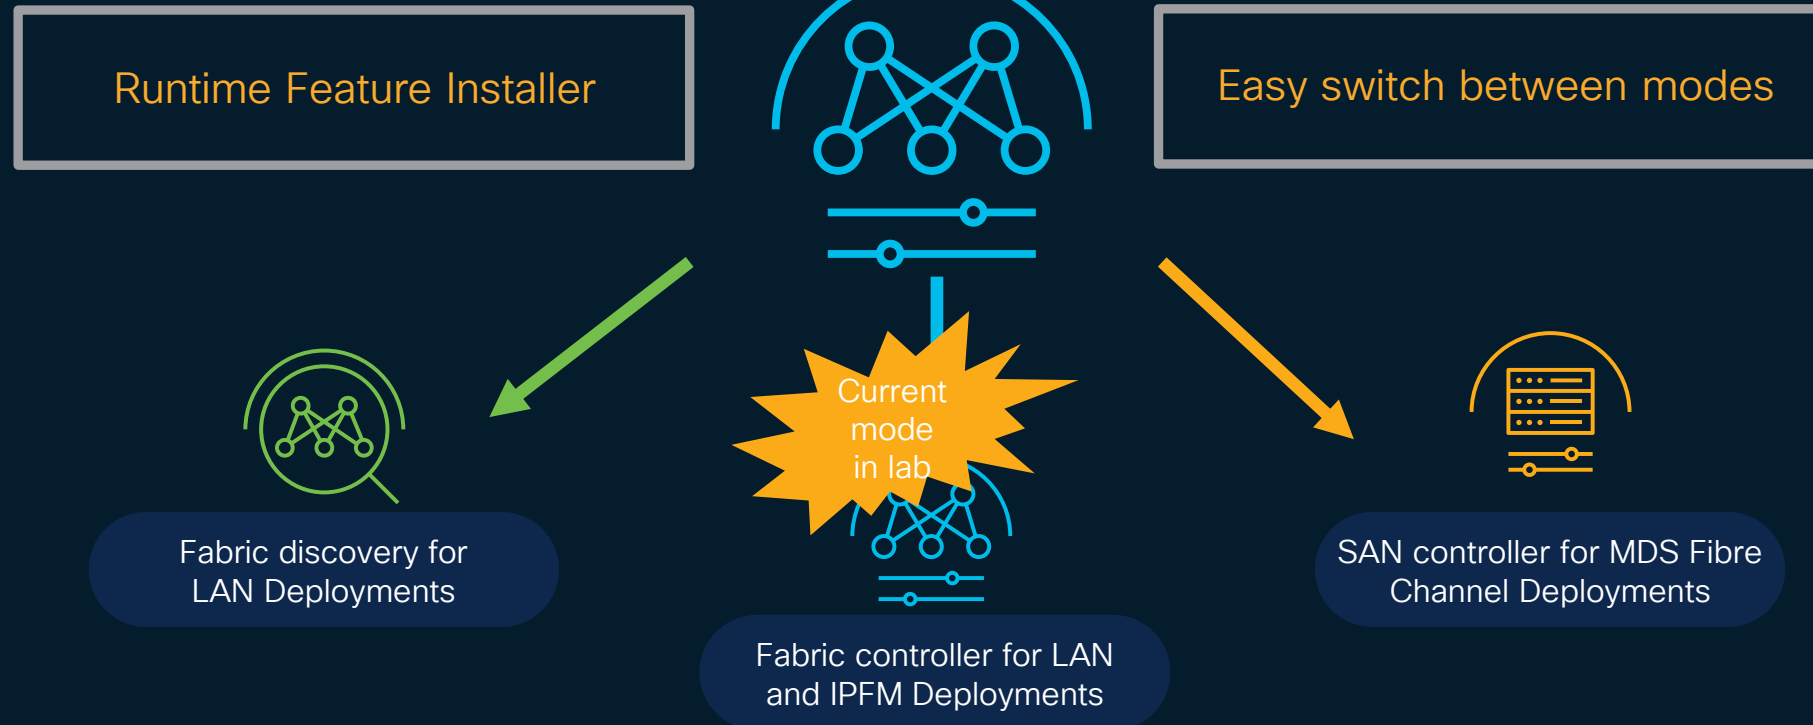 Runtime Feature Installer
Easy switch between modes
Current
mode
in lab
Fabric discovery for
LAN Deployments
SAN controller for MDS Fibre
Channel Deployments
Fabric controller for LAN
and IPFM Deployments